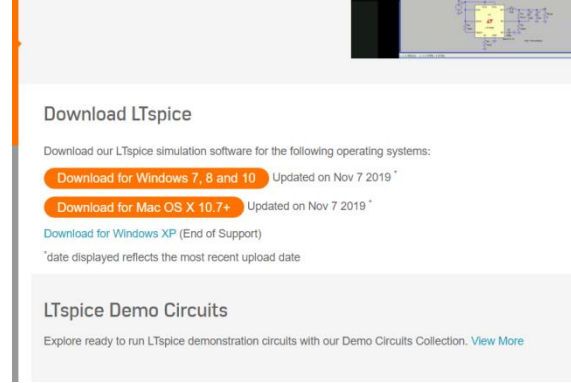 Download LTspice
Download our LTspice simulation software for the following operating systems:
Download for Windows 7, 8 and 10 Updated on Nov 7 2019 *
Download for Mac OS X 10.7+ Updated on Nov 7 2019 *
Download for Windows XP (End of Support)
*date displayed reflects the most recent upload date
LTspice Demo Circuits
Explore ready to run LTspice demonstration circuits with our Demo Circuits Collection. View More